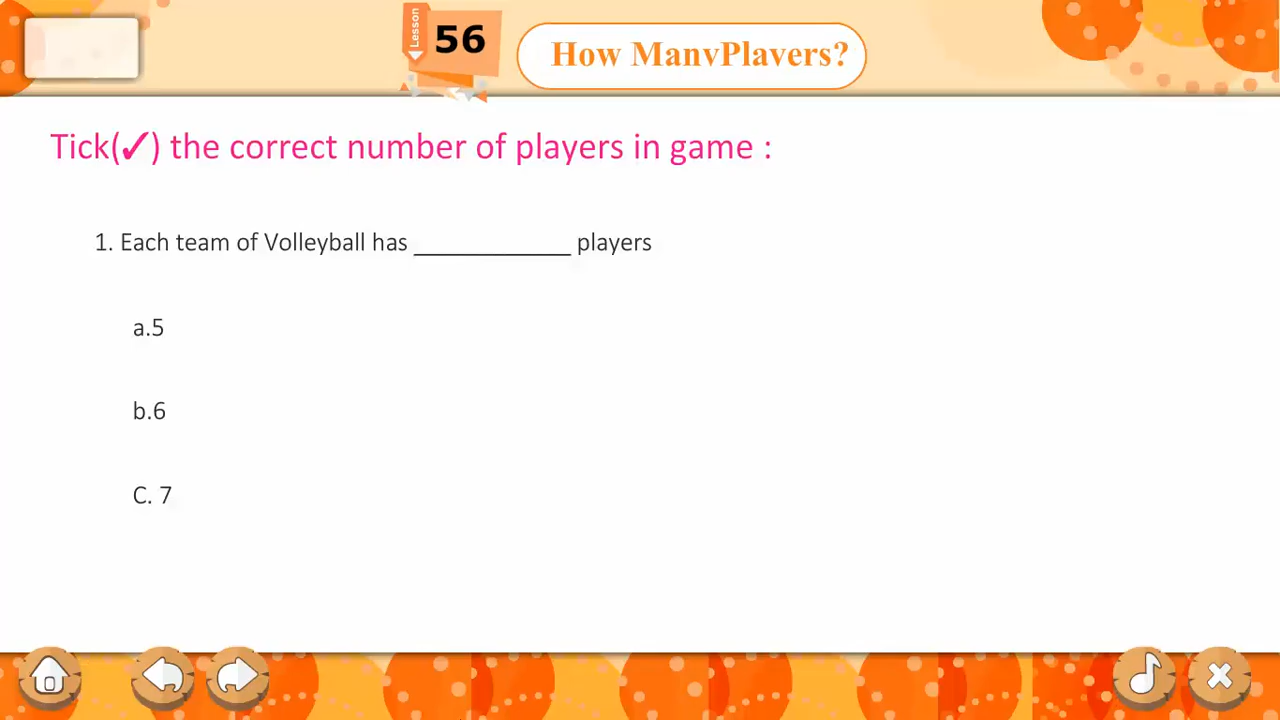 Lesson
56
How ManvPlavers?
Tick(✓) the correct number of players in game :
1. Each team of Volleyball has ____________ players
a.5
b.6
C. 7